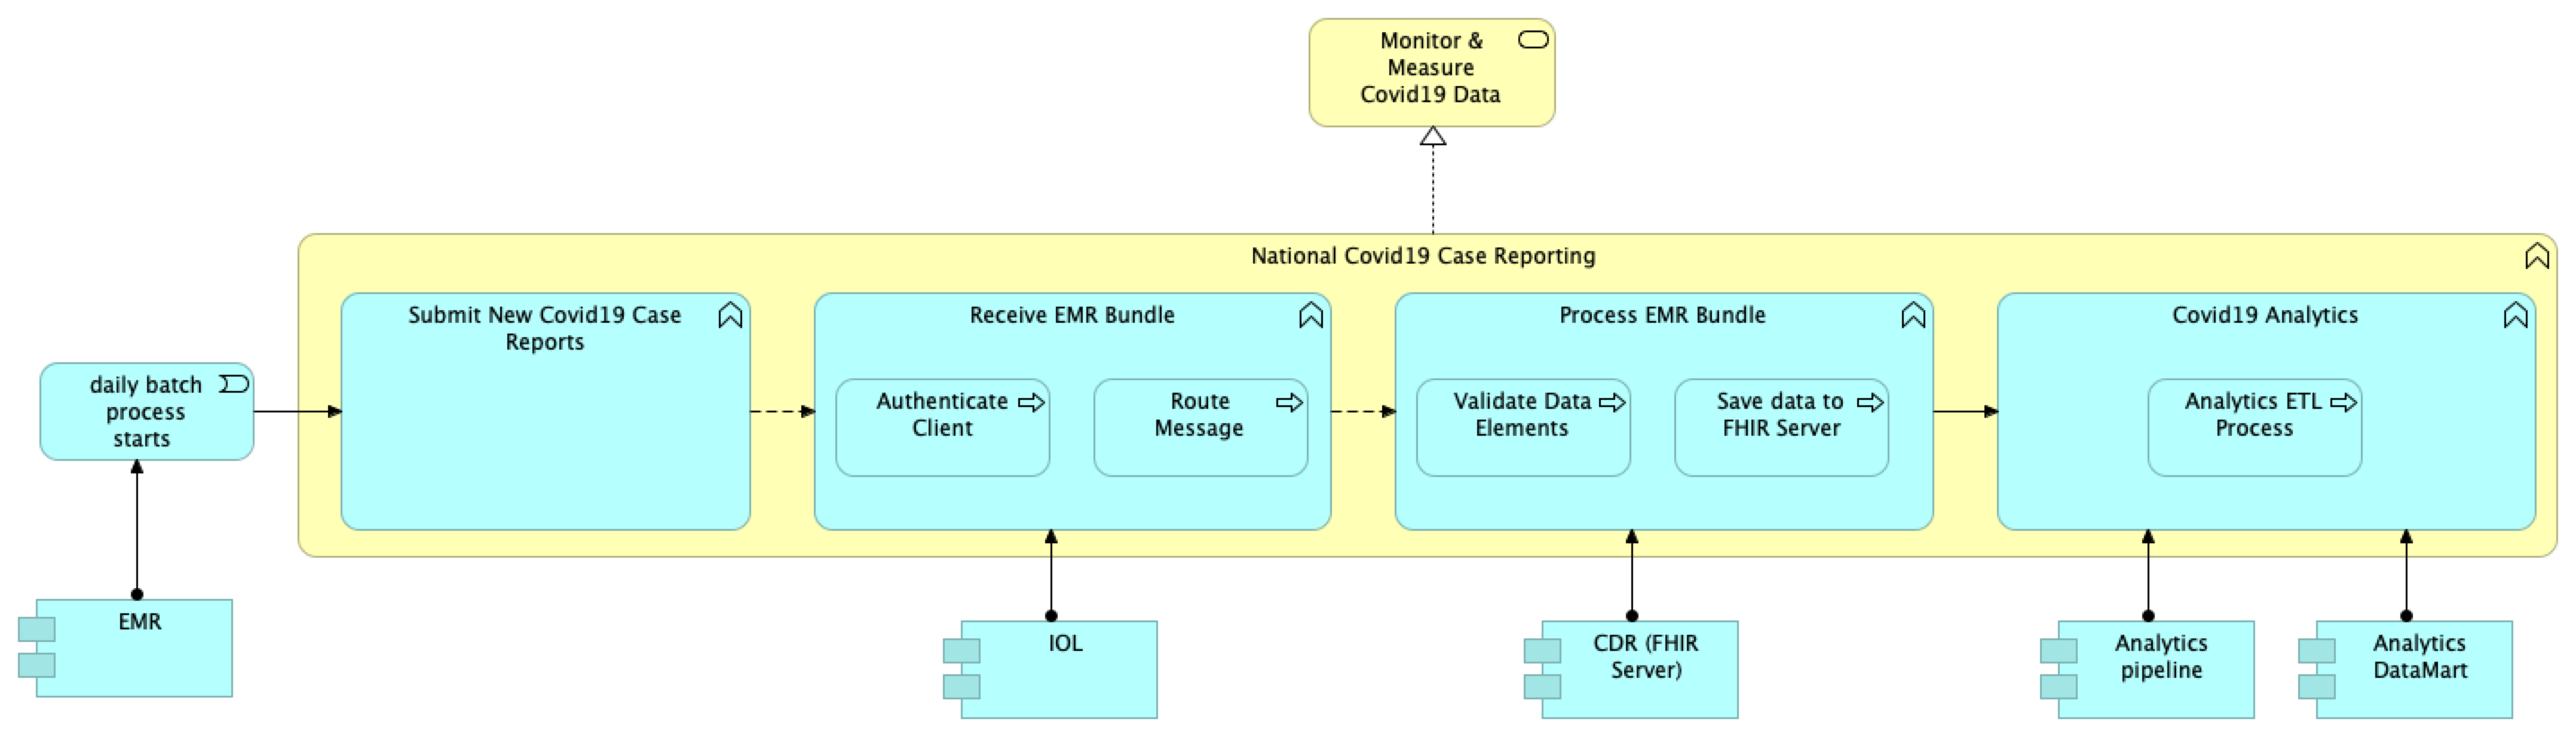 Monitor &
Measure
Covid19 Data
National Covid19 Case Reporting
Submit New Covid19 Case
Reports
Receive EMR Bundle
Process EMR Bundle
Covid19 Analytics
daily batch
process
starts
Authenticate
Client
Route
Message
Validate Data
Elements
Save data to
FHIR Server
Analytics ETL
Process
EMR
IOL
CDR (FHIR
Server)
Analytics
pipeline
Analytics
DataMart